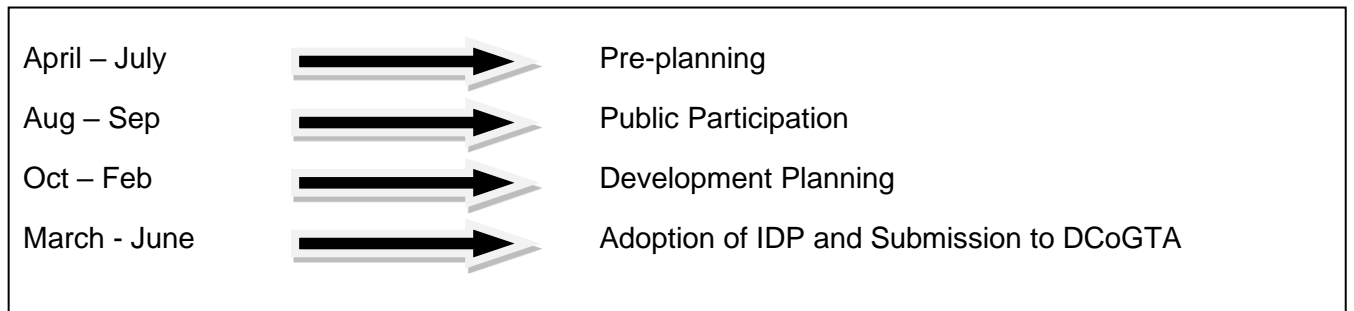 April – July Pre-planning
Aug – Sep Public Participation
Oct – Feb Development Planning
March - June Adoption of IDP and Submission to DCoGTA